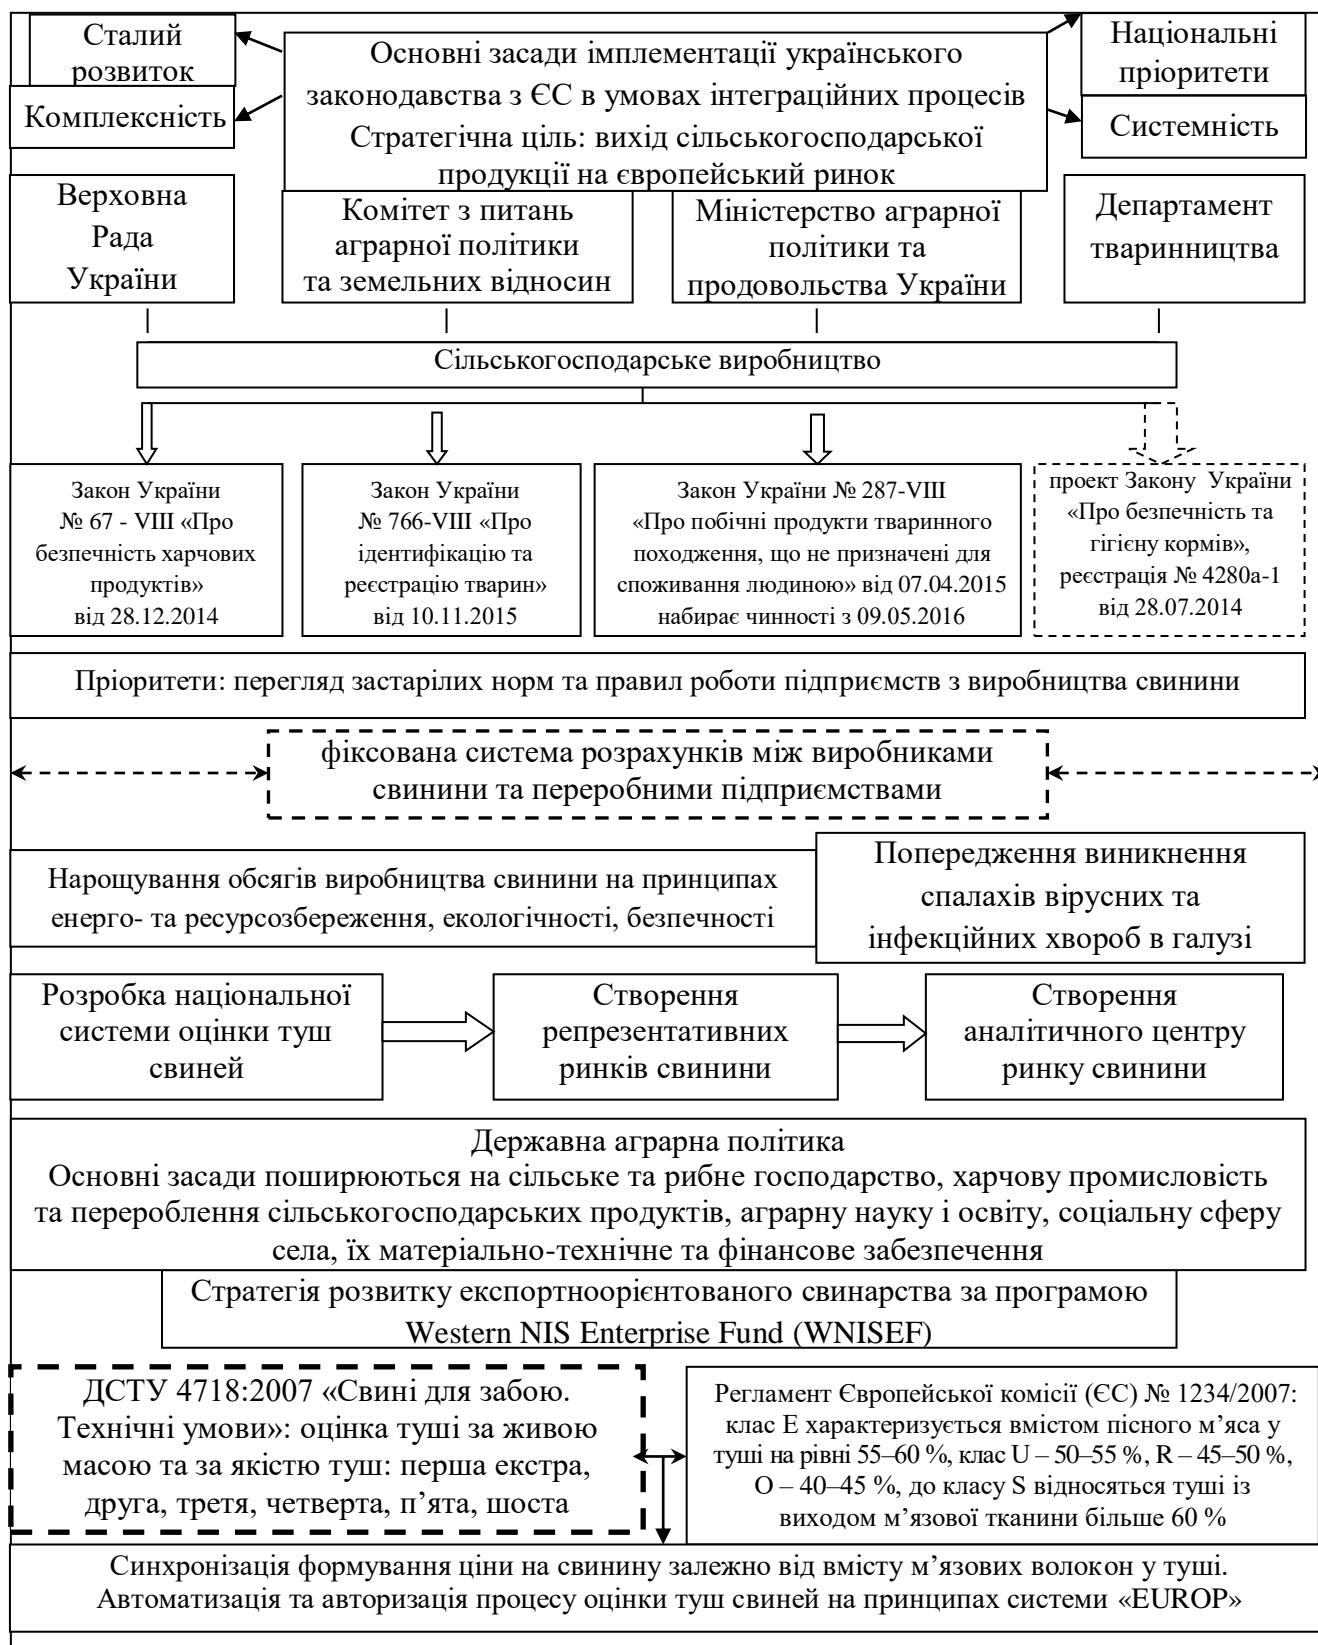 Сталий
розвиток
Комплексність
Основні засади імплементації українського
законодавства з ЄС в умовах інтеграційних процесів
Стратегічна ціль: вихід сільськогосподарської
продукції на європейський ринок
Національні
пріоритети
Системність
Верховна
Рада
України
Комітет з питань
аграрної політики
та земельних відносин
Міністерство аграрної
політики та
продовольства України
Департамент
тваринництва
Сільськогосподарське виробництво
Закон України
№ 67 - VIII «Про
безпечність харчових
продуктів»
від 28.12.2014
Закон України
№ 766-VIII «Про
ідентифікацію та
реєстрацію тварин»
від 10.11.2015
Закон України № 287-VIII
«Про побічні продукти тваринного
походження, що не призначені для
споживання людиною» від 07.04.2015
набирає чинності з 09.05.2016
проект Закону України
«Про безпечність та
гігієну кормів»,
реєстрація № 4280а-1
від 28.07.2014
Пріоритети: перегляд застарілих норм та правил роботи підприємств з виробництва свинини
фіксована система розрахунків між виробниками
свинини та переробними підприємствами
Нарощування обсягів виробництва свинини на принципах
енерго- та ресурсозбереження, екологічності, безпечності
Попередження виникнення
спалахів вірусних та
інфекційних хвороб в галузі
Розробка національної
системи оцінки туш
свиней
Створення
репрезентативних
ринків свинини
Створення
аналітичного центру
ринку свинини
Державна аграрна політика
Основні засади поширюються на сільське та рибне господарство, харчову промисловість
та перероблення сільськогосподарських продуктів, аграрну науку і освіту, соціальну сферу
села, їх матеріально-технічне та фінансове забезпечення
Стратегія розвитку експортноорієнтованого свинарства за програмою
Western NIS Enterprise Fund (WNISEF)
ДСТУ 4718:2007 «Свині для забою.
Технічні умови»: оцінка туші за живою
масою та за якістю туш: перша екстра,
друга, третя, четверта, п’ята, шоста
Регламент Європейської комісії (ЄС) № 1234/2007:
клас Е характеризується вмістом пісного м’яса у
туші на рівні 55–60 %, клас U – 50–55 %, R – 45–50 %,
О – 40–45 %, до класу S відносяться туші із
виходом м’язової тканини більше 60 %
Синхронізація формування ціни на свинину залежно від вмісту м’язових волокон у туші.
Автоматизація та авторизація процесу оцінки туш свиней на принципах системи «EUROP»